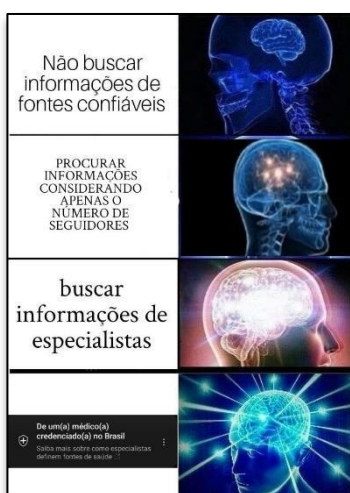 Não buscar
informações de
fontes confiáveis
PROCURAR
INFORMAÇÕES
CONSIDERANDO
APENAS O
NÚMERO DE
SEGUIDORES
buscar
informações de
especialistas
De um(a) médico(a)
credenciado(a) no Brasil
Saiba mais sobre como especialistas
definem fontes de saúde